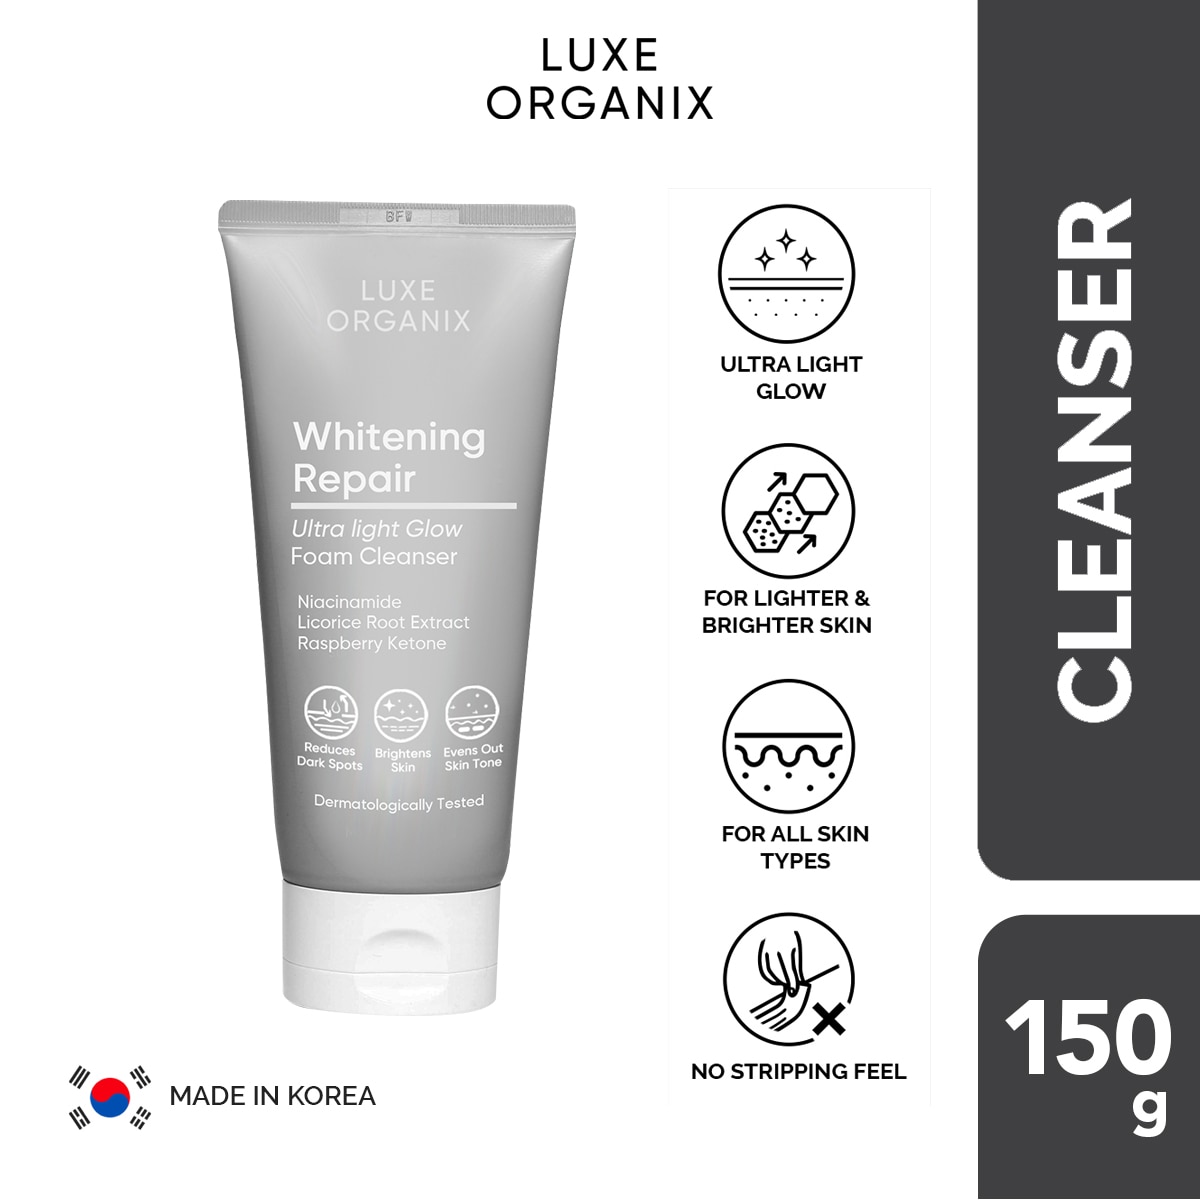 LUXE
ORGANIX
BF
LUXE
ORGANIX
Whitening
Repair
Ultra light Glow
Foam Cleanser
Niacinamide
Licorice Root Extract
Raspberry Ketone
Reduces
Dark Spots
Brightens
Skin
Evens Out
Skin Tone
Dermatologically Tested
ULTRA LIGHT
GLOW
FOR LIGHTER &
BRIGHTER SKIN
FOR ALL SKIN
TYPES
NO STRIPPING FEEL
MADE IN KOREA
CLEANSER
150
g